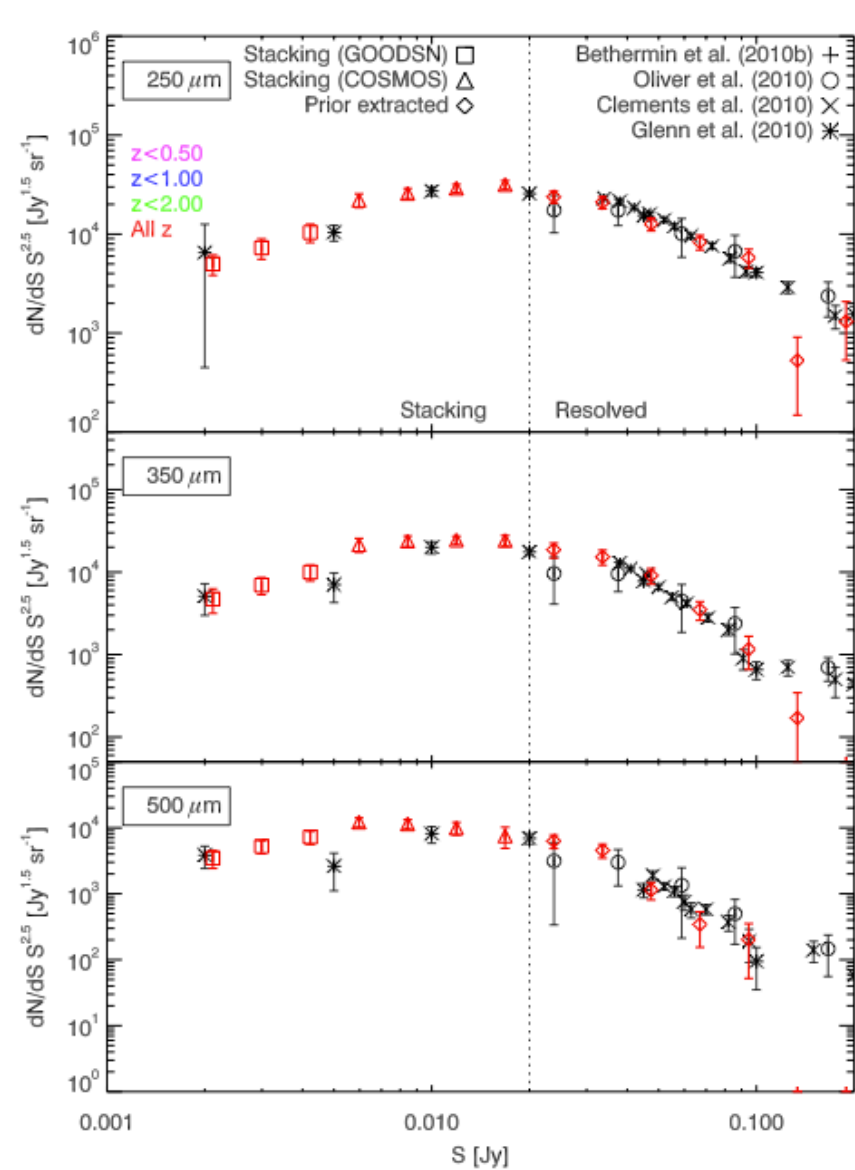 10^6
Stacking (GOODSN) □ Bethermin et al. (2010b) +
250 μm Stacking (COSMOS) △ Oliver et al. (2010) ○
Prior extracted ◇ Clements et al. (2010) ×
Glenn et al. (2010) ✳
10^5
z<0.50
z<1.00
z<2.00
All z
10^4
dN/dS S^2.5 [Jy^1.5 sr^-1]
10^3
Stacking Resolved
10^2
350 μm
10^5
10^4
dN/dS S^2.5 [Jy^1.5 sr^-1]
10^3
10^2
5
500 μm
10^4
10^3
dN/dS S^2.5 [Jy^1.5 sr^-1]
10^2
10^1
10^0
0.001 0.010 0.100
S [Jy]